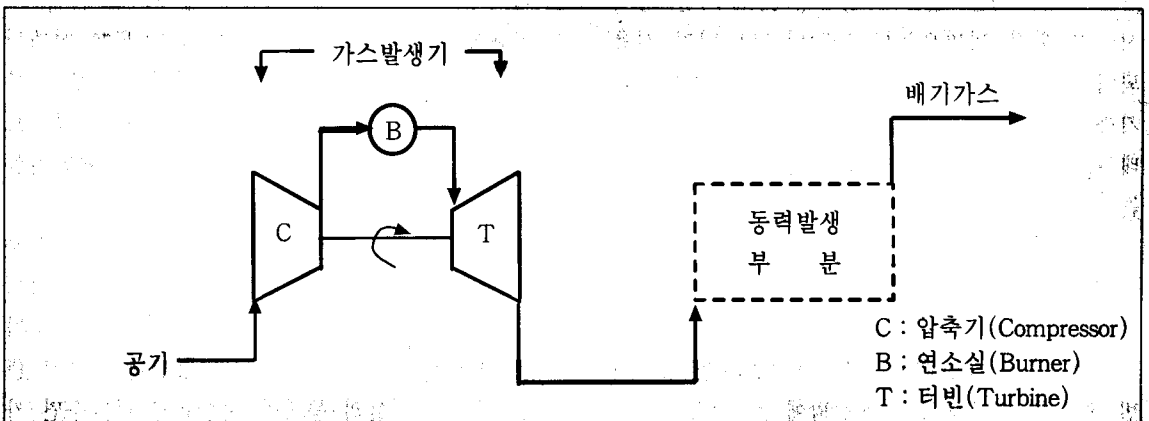 가스발생기
배기가스
B
C
T
동력발생
부 분
공기
C : 압축기(Compressor)
B : 연소실(Burner)
T : 터빈(Turbine)